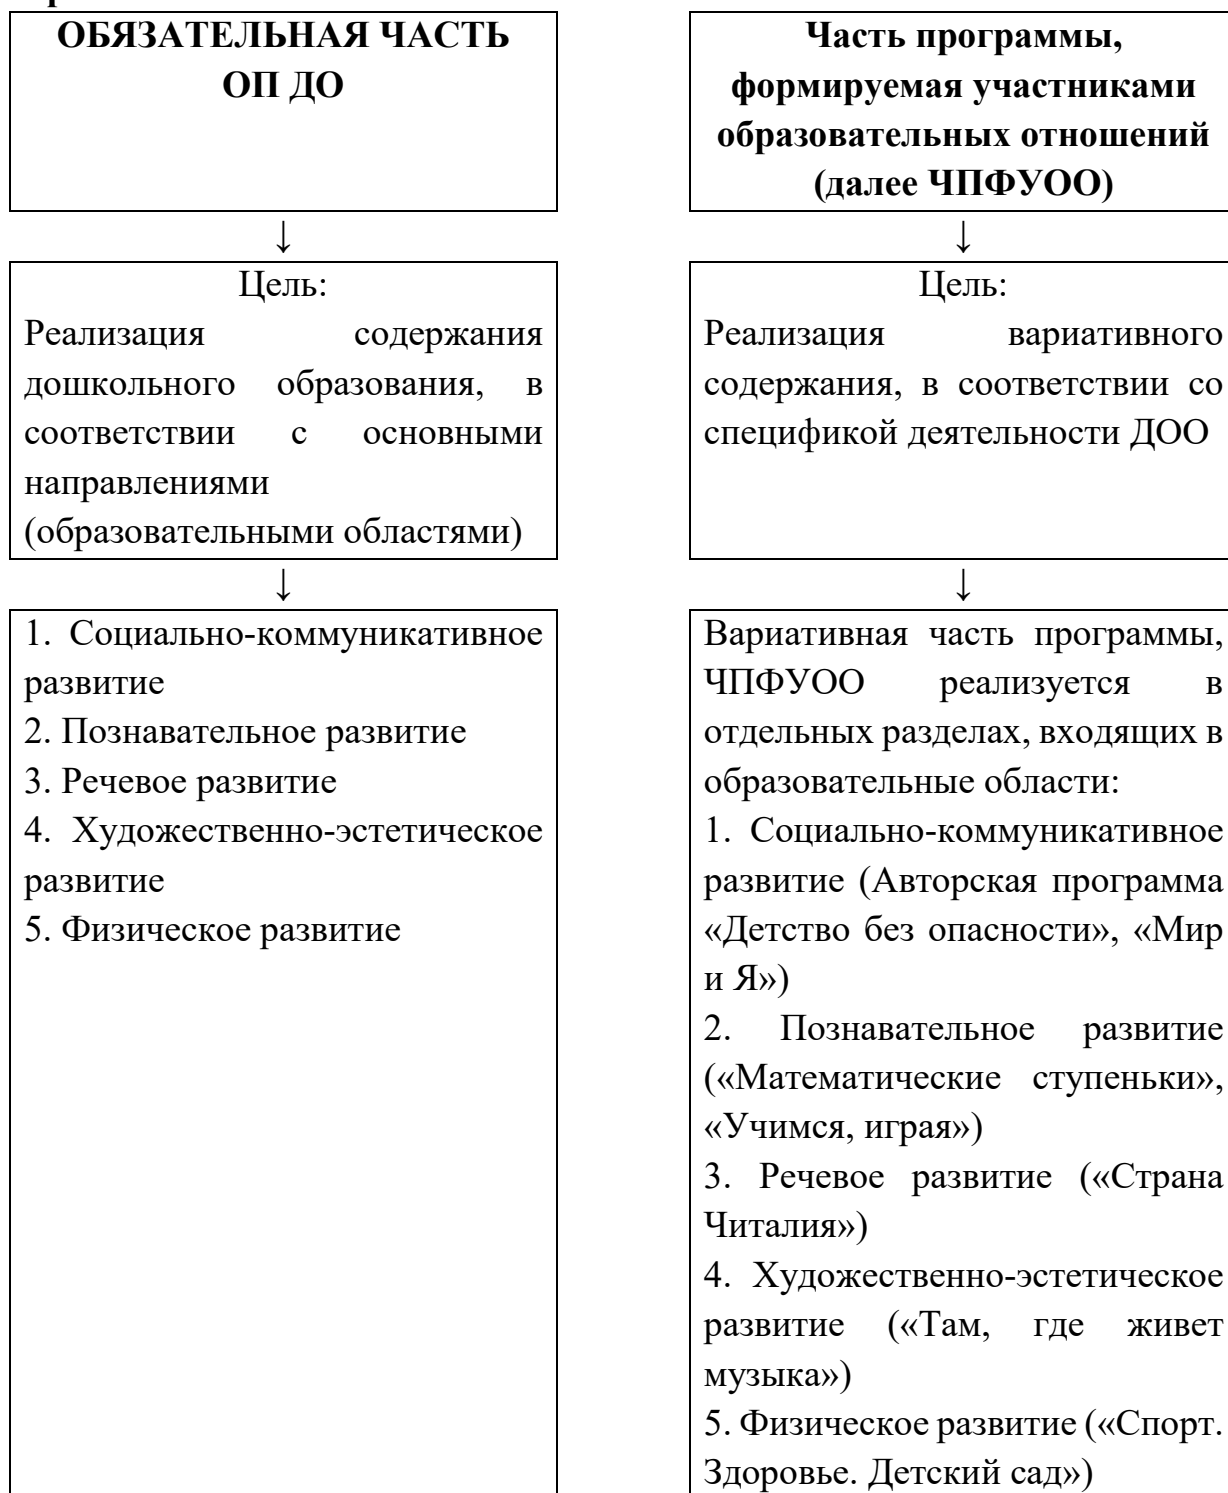 ОБЯЗАТЕЛЬНАЯ ЧАСТЬ
ОП ДО
↓
Цель:
Реализация содержания
дошкольного образования, в
соответствии с основными
направлениями
(образовательными областями)
↓
1. Социально-коммуникативное
развитие
2. Познавательное развитие
3. Речевое развитие
4. Художественно-эстетическое
развитие
5. Физическое развитие
Часть программы,
формируемая участниками
образовательных отношений
(далее ЧПФУОО)
↓
Цель:
Реализация вариативного
содержания, в соответствии со
спецификой деятельности ДОО
↓
Вариативная часть программы,
ЧПФУОО реализуется в
отдельных разделах, входящих в
образовательные области:
1. Социально-коммуникативное
развитие (Авторская программа
«Детство без опасности», «Мир
и Я»)
2. Познавательное развитие
(«Математические ступеньки»,
«Учимся, играя»)
3. Речевое развитие («Страна
Читалия»)
4. Художественно-эстетическое
развитие («Там, где живет
музыка»)
5. Физическое развитие («Спорт.
Здоровье. Детский сад»)